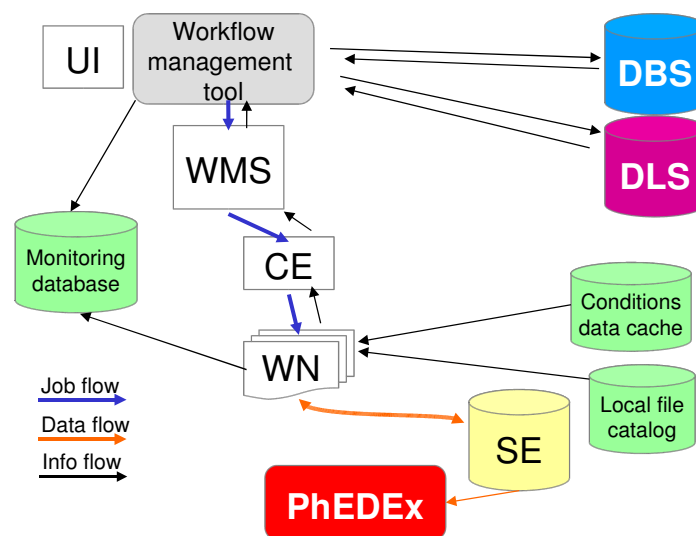 UI
Workflow
management
tool
DBS
DLS
WMS
CE
WN
Monitoring
database
Conditions
data cache
Local file
catalog
SE
PhEDEx
Job flow
Data flow
Info flow